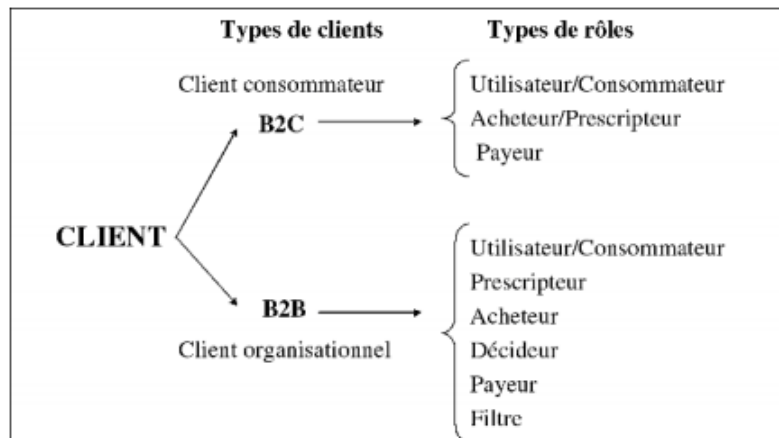 Types de clients
Types de rôles
Client consommateur
B2C
Utilisateur/Consommateur
Acheteur/Prescripteur
Payeur
CLIENT
B2B
Client organisationnel
Utilisateur/Consommateur
Prescripteur
Acheteur
Décideur
Payeur
Filtre